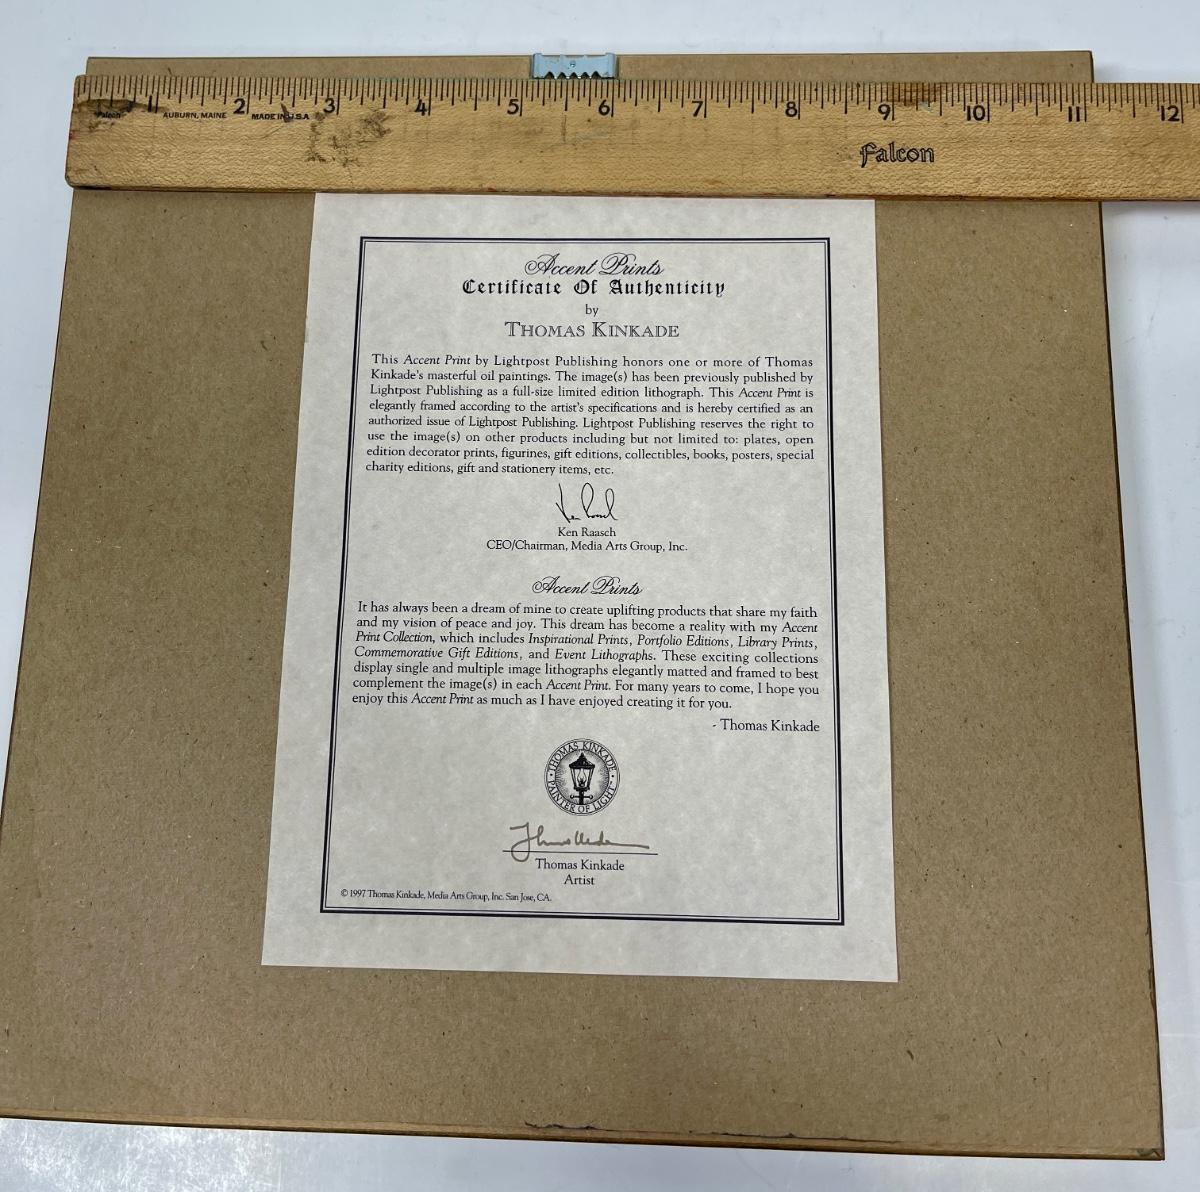 1 2 3 4 5 6 7 8 9 10 11 12
Falcon AUBURN, MAINE MADE IN U.S.A
Falcon
Accent Prints
Certificate Of Authenticity
by
THOMAS KINKADE
This Accent Print by Lightpost Publishing honors one or more of Thomas
Kinkade's masterful oil paintings. The image(s) has been previously published by
Lightpost Publishing as a full-size limited edition lithograph. This Accent Print is
elegantly framed according to the artist's specifications and is hereby certified as an
authorized issue of Lightpost Publishing. Lightpost Publishing reserves the right to
use the image(s) on other products including but not limited to: plates, open
edition decorator prints, figurines, gift editions, collectibles, books, posters, special
charity editions, gift and stationery items, etc.
Ken Raasch
CEO/Chairman, Media Arts Group, Inc.
Accent Prints
It has always been a dream of mine to create uplifting products that share my faith
and my vision of peace and joy. This dream has become a reality with my Accent
Print Collection, which includes Inspirational Prints, Portfolio Editions, Library Prints,
Commemorative Gift Editions, and Event Lithographs. These exciting collections
display single and multiple image lithographs elegantly matted and framed to best
complement the image(s) in each Accent Print. For many years to come, I hope you
enjoy this Accent Print as much as I have enjoyed creating it for you.
- Thomas Kinkade
THOMAS KINKADE
PAINTER OF LIGHT
Thomas Kinkade
Artist
© 1997 Thomas Kinkade, Media Arts Group, Inc. San Jose, CA.